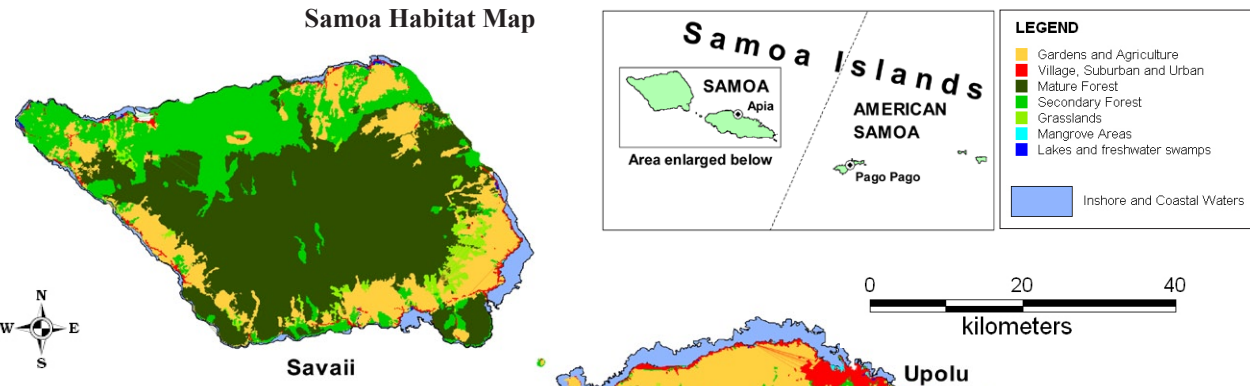 Samoa Habitat Map
Samoa Islands
SAMOA
Apia
Area enlarged below
AMERICAN
SAMOA
Pago Pago
LEGEND
Gardens and Agriculture
Village, Suburban and Urban
Mature Forest
Secondary Forest
Grasslands
Mangrove Areas
Lakes and freshwater swamps
Inshore and Coastal Waters
0 20 40
kilometers
N
W E
S
Savaii
Upolu